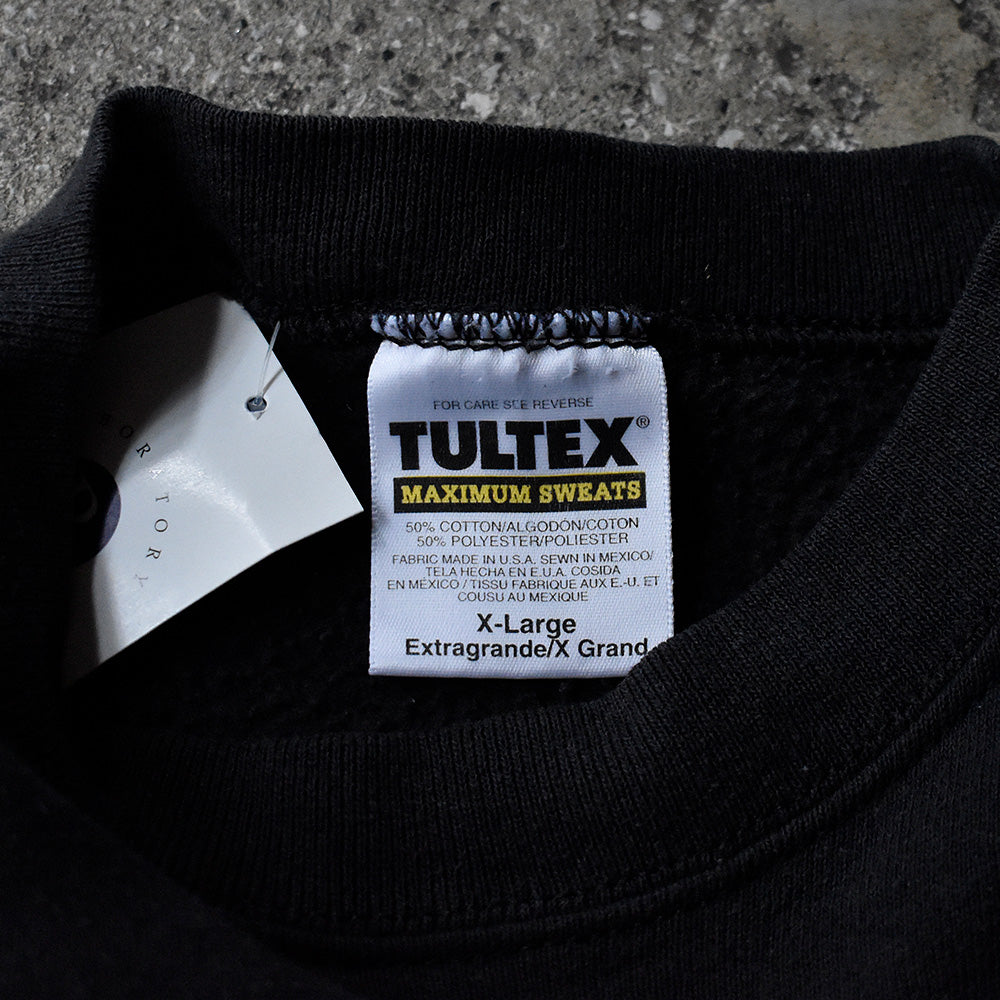 FOR CARE SEE REVERSE
TULTEX®
MAXIMUM SWEATS
50% COTTON/ALGODÓN/COTON
50% POLYESTER/POLIESTER
FABRIC MADE IN U.S.A. SEWN IN MEXICO/
TELA HECHA EN E.U.A. COSIDA
EN MÉXICO / TISSU FABRIQUE AUX E.-U. ET
COUSU AU MEXIQUE
X-Large
Extragrande/X Grand